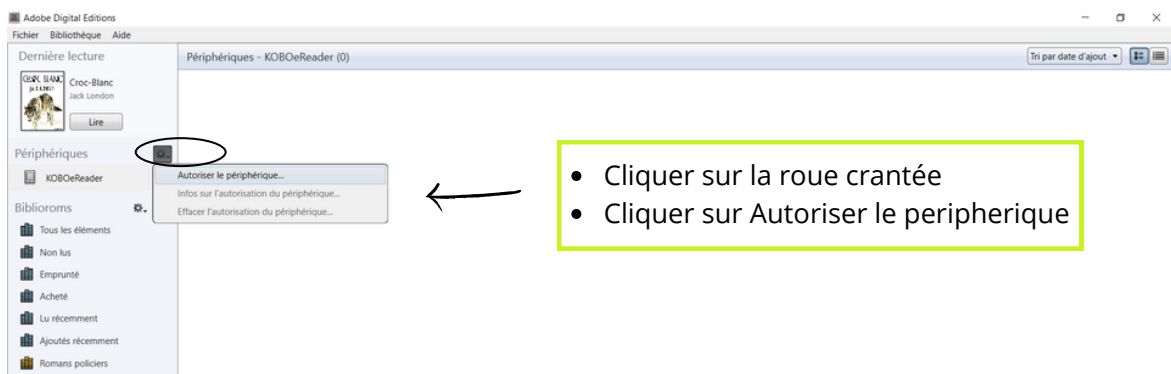 Adobe Digital Editions
Fichier Bibliothèque Aide
Dernière lecture
Périphériques - KOBOeReader (0)
Tri par date d'ajout
CROC BLANC
Croc-Blanc
Jack London
Lire
Périphériques
KOBOeReader
Autoriser le périphérique...
Infos sur l'autorisation du périphérique...
Effacer l'autorisation du périphérique...
• Cliquer sur la roue crantée
• Cliquer sur Autoriser le peripherique
Biblioroms
Tous les éléments
Non lus
Emprunté
Acheté
Lu récemment
Ajoutés récemment
Romans policiers